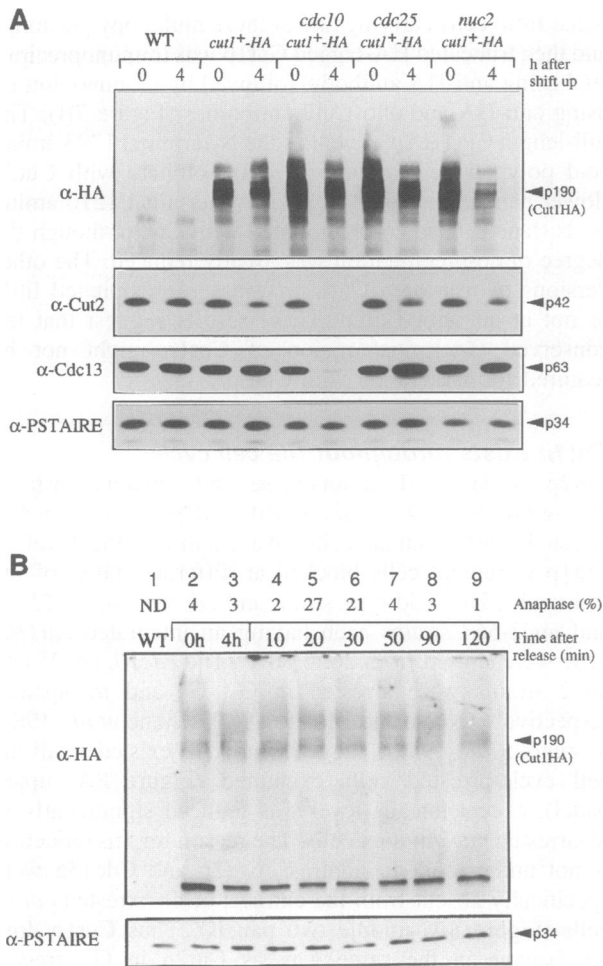 A
cdc10 cdc25 nuc2
WT cut1+-HA cut1+-HA cut1+-HA cut1+-HA
0 4 0 4 0 4 0 4 0 4 h after
shift up
α-HA p190
(Cut1HA)
α-Cut2 p42
α-Cdc13 p63
α-PSTAIRE p34
B
1 2 3 4 5 6 7 8 9
ND 4 3 2 27 21 4 3 Anaphase (%)
WT 0h 4h 10 20 30 50 90 120 Time after
release (min)
α-HA p190
(Cut1HA)
α-PSTAIRE p34